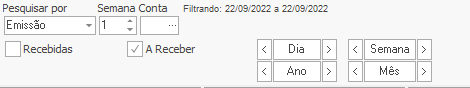 Pesquisar por Semana Conta Filtrando: 22/09/2022 a 22/09/2022
Emissão 1 ...
Recebidas A Receber < Dia > < Semana >
< Ano > < Mês >